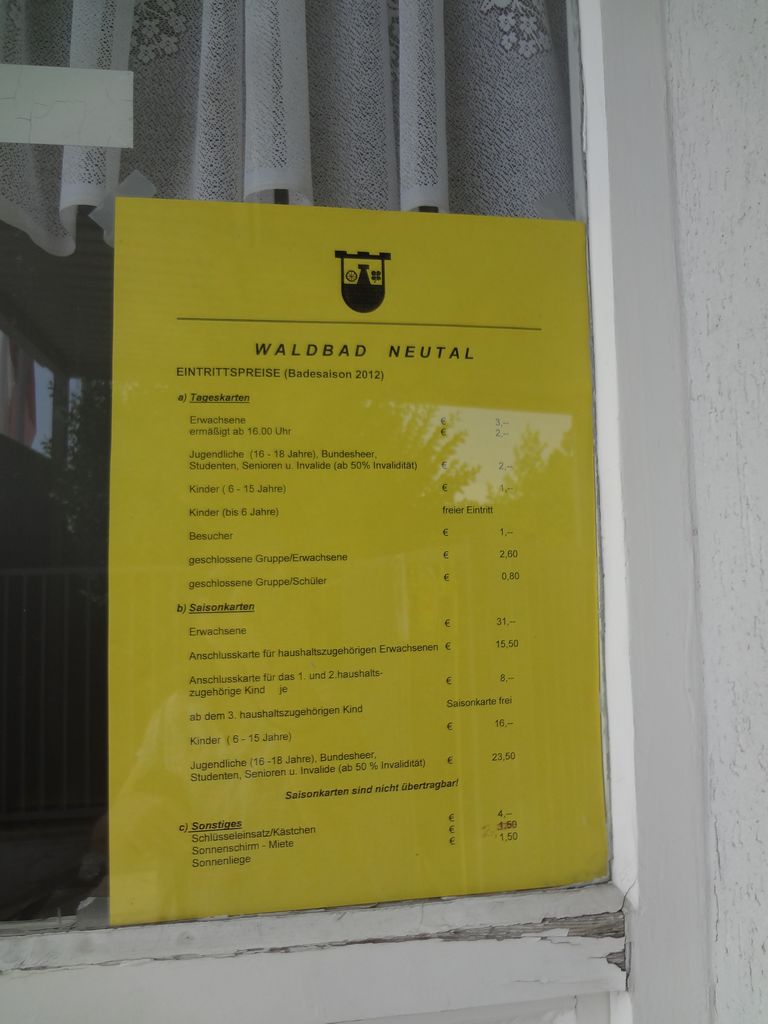 WALDBAD NEUTAL
EINTRITTSPREISE (Badesaison 2012)
a) Tageskarten
Erwachsene € 3,--
ermäßigt ab 16.00 Uhr € 2,--
Jugendliche (16 - 18 Jahre), Bundesheer,
Studenten, Senioren u. Invalide (ab 50% Invalidität) € 2,--
Kinder ( 6 - 15 Jahre) € 1,--
Kinder (bis 6 Jahre) freier Eintritt
Besucher € 1,--
geschlossene Gruppe/Erwachsene € 2,60
geschlossene Gruppe/Schüler € 0,80
b) Saisonkarten
Erwachsene € 31,--
Anschlusskarte für haushaltszugehörigen Erwachsenen € 15,50
Anschlusskarte für das 1. und 2.haushalts-
zugehörige Kind je € 8,--
ab dem 3. haushaltszugehörigen Kind Saisonkarte frei
Kinder ( 6 - 15 Jahre) € 16,--
Jugendliche (16 -18 Jahre), Bundesheer,
Studenten, Senioren u. Invalide (ab 50 % Invalidität) € 23,50
Saisonkarten sind nicht übertragbar!
c) Sonstiges
Schlüsseleinsatz/Kästchen € 4,--
Sonnenschirm - Miete €
Sonnenliege € 1,50